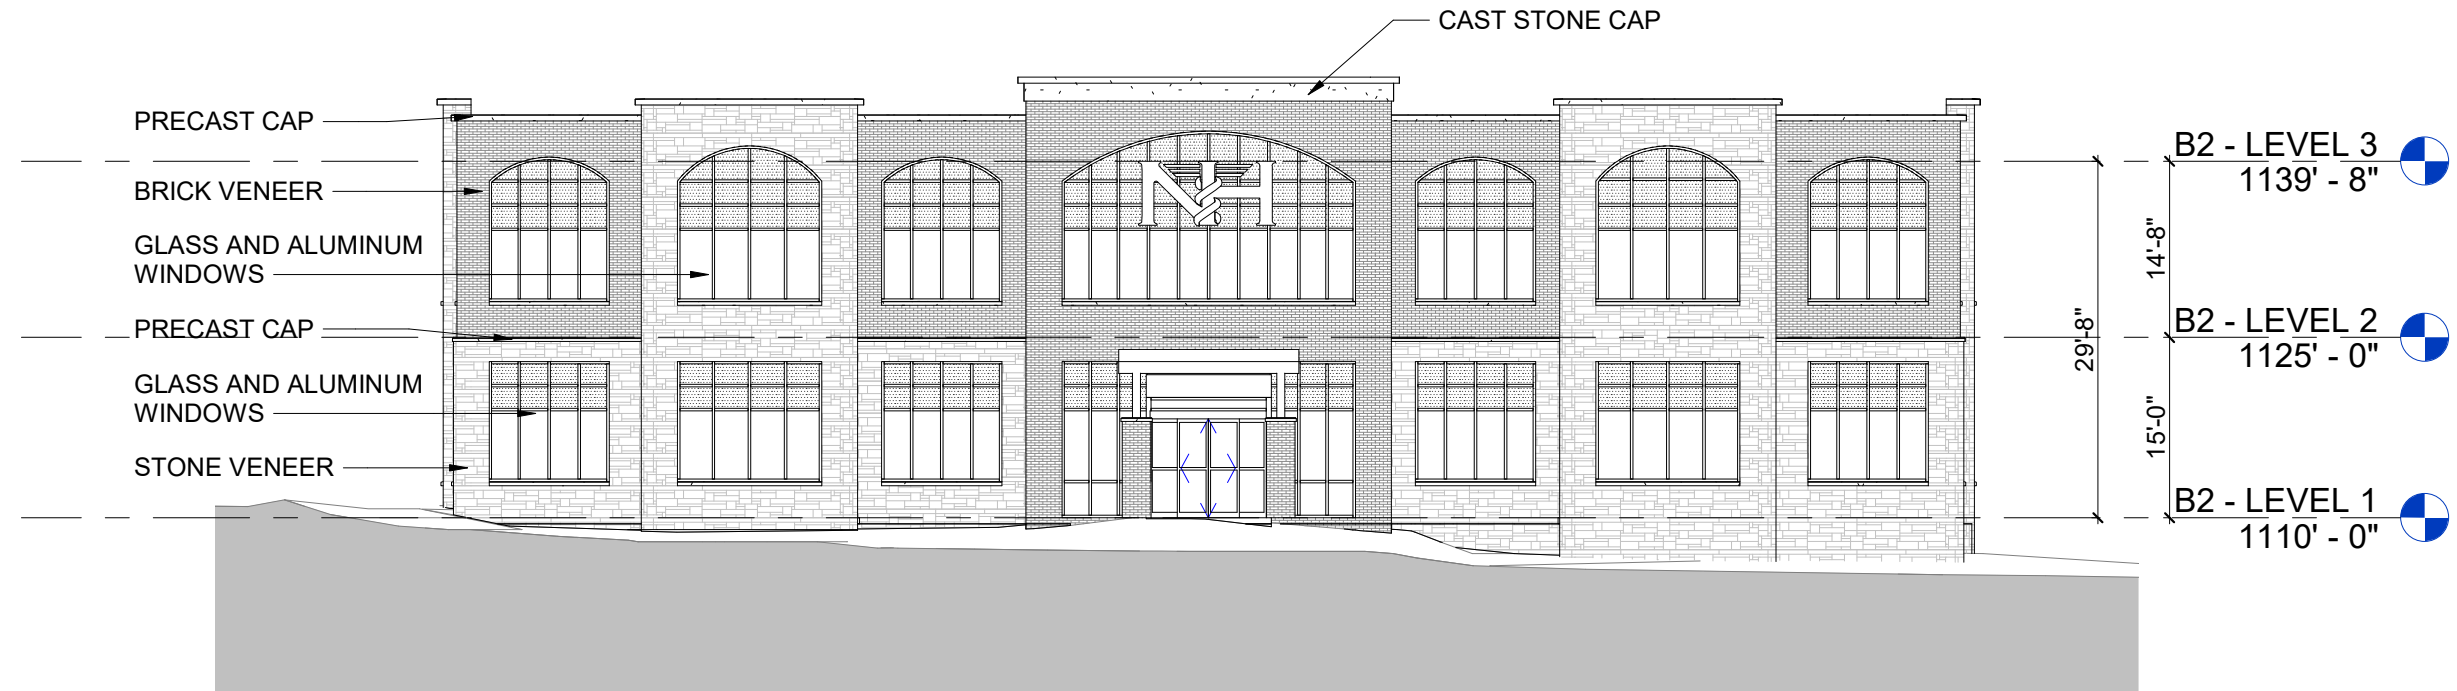 CAST STONE CAP
PRECAST CAP
BRICK VENEER
GLASS AND ALUMINUM
WINDOWS
PRECAST CAP
GLASS AND ALUMINUM
WINDOWS
STONE VENEER
NH
B2 - LEVEL 3
1139' - 8"
14'-8"
29'-8"
B2 - LEVEL 2
1125' - 0"
15'-0"
B2 - LEVEL 1
1110' - 0"